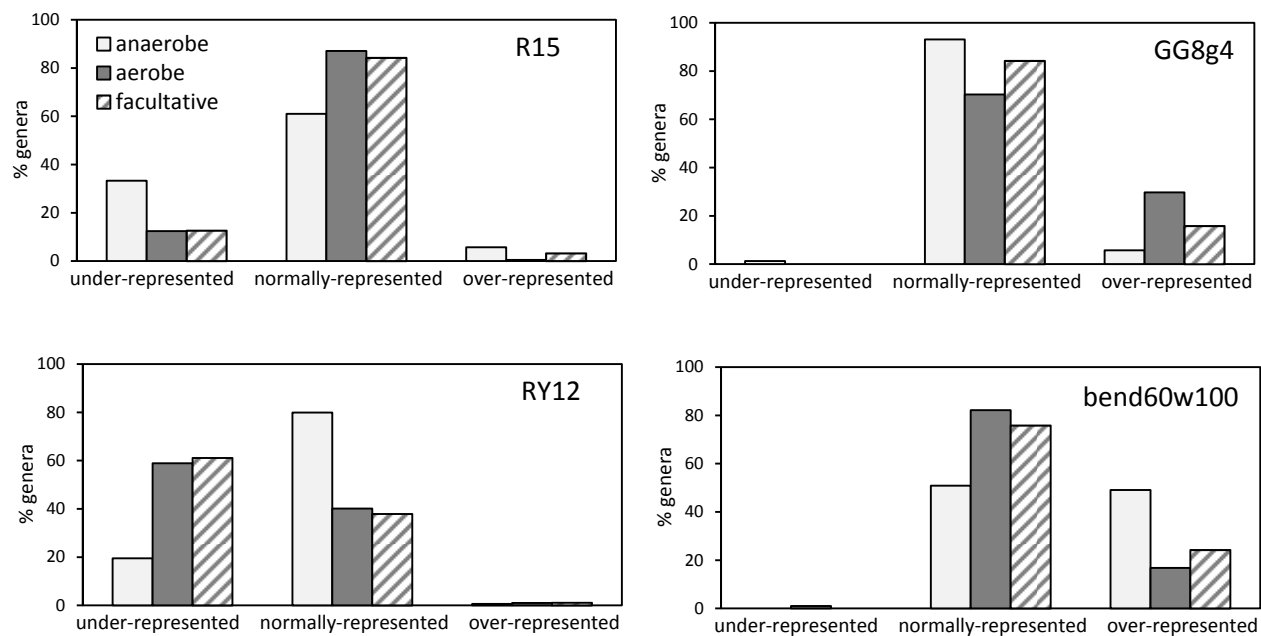 100
80
60
40
20
0
% genera
anaerobe
aerobe
facultative
R15
under-represented normally-represented over-represented
100
80
60
40
20
0
% genera
GG8g4
under-represented normally-represented over-represented
100
80
60
40
20
0
% genera
RY12
under-represented normally-represented over-represented
100
80
60
40
20
0
% genera
bend60w100
under-represented normally-represented over-represented